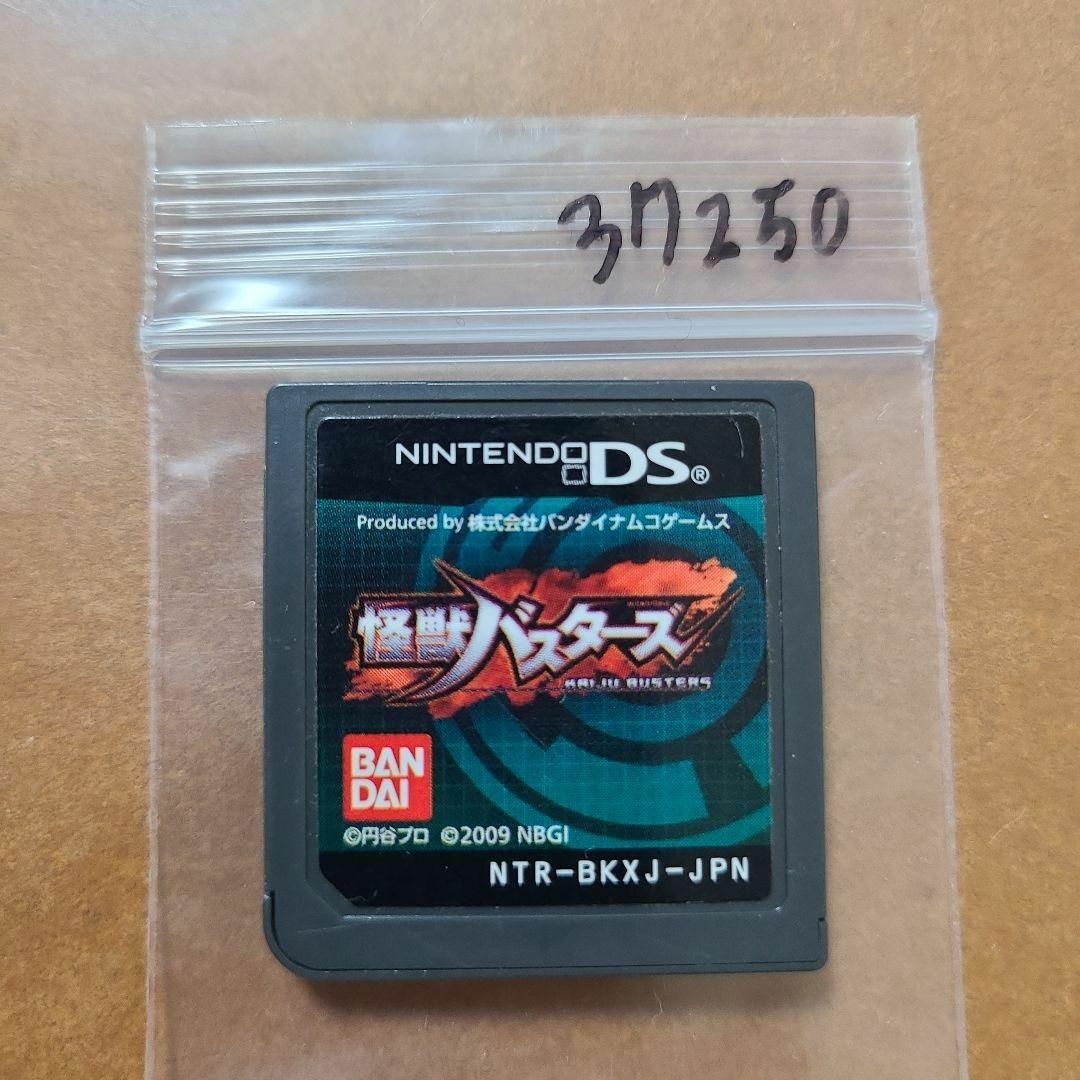 37250
NINTENDO DS®
Produced by 株式会社バンダイナムコゲームス
怪獣バスターズ
KAIJU BUSTERS
BAN
DAI
©円谷プロ ©2009 NBGI
NTR-BKXJ-JPN